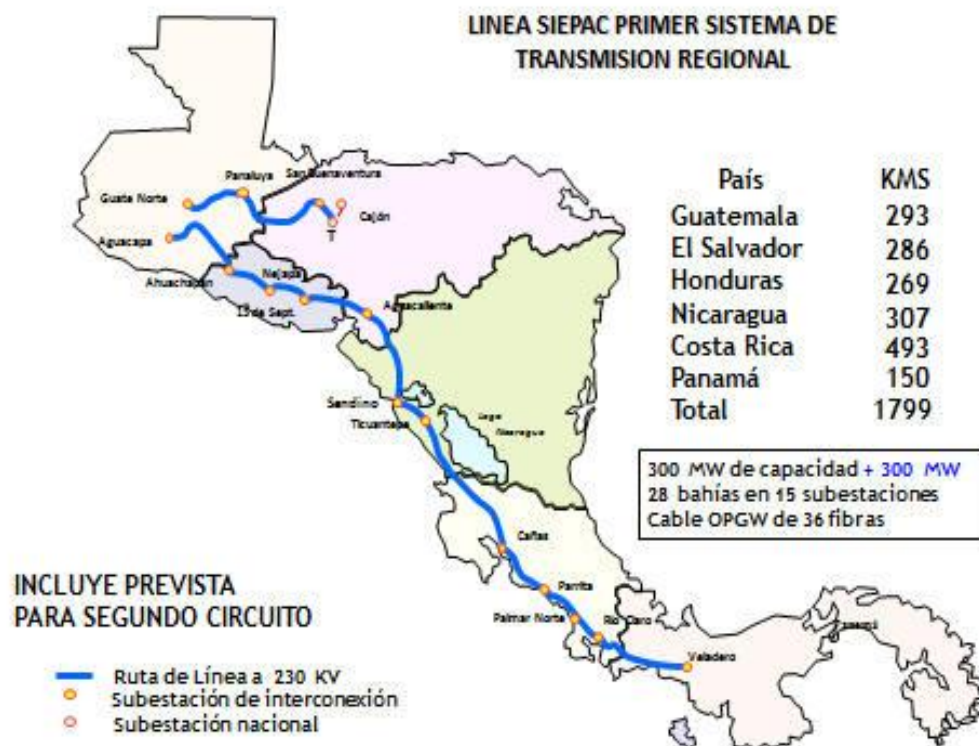 LINEA SIEPAC PRIMER SISTEMA DE
TRANSMISION REGIONAL
Panaluya
San Buenaventura
Guate Norte
Cajón
T
Aguacapa
Ahuachapán
Nejapa
15 de Sept.
Aguacaliente
Sandino
Ticuantepe
Lago
Nicaragua
Cañas
Parrita
Palmar Norte
Río Claro
Veladero
Panamá
País KMS
Guatemala 293
El Salvador 286
Honduras 269
Nicaragua 307
Costa Rica 493
Panamá 150
Total 1799
300 MW de capacidad + 300 MW
28 bahías en 15 subestaciones
Cable OPGW de 36 fibras
INCLUYE PREVISTA
PARA SEGUNDO CIRCUITO
Ruta de Línea a 230 KV
Subestación de interconexión
Subestación nacional